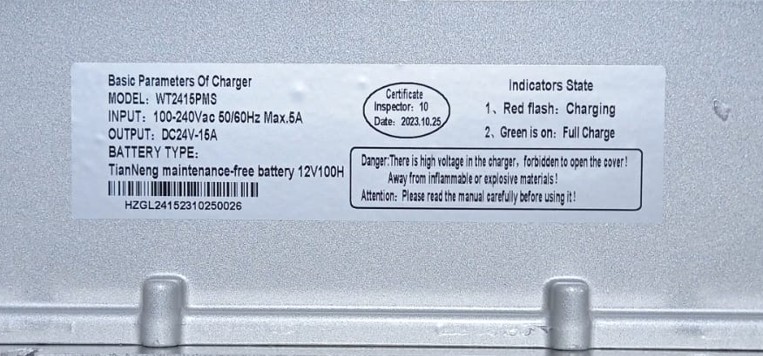 Basic Parameters Of Charger
MODEL: WT2415PMS
INPUT: 100-240Vac 50/60Hz Max.5A
OUTPUT: DC24V-15A
BATTERY TYPE:
TianNeng maintenance-free battery 12V100H
HZGL24152310250026
Certificate
Inspector: 10
Date: 2023.10.25
Indicators State
1、Red flash: Charging
2、Green is on: Full Charge
Danger:There is high voltage in the charger, forbidden to open the cover!
Away from inflammable or explosive materials!
Attention: Please read the manual carefully before using it!